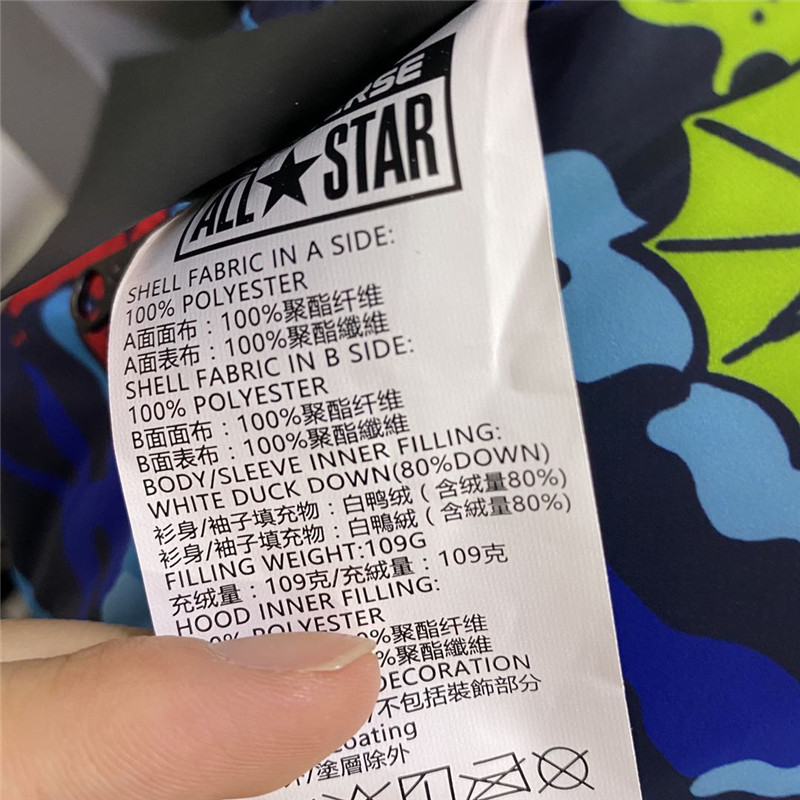 ALL★STAR
SHELL FABRIC IN A SIDE:
100% POLYESTER
A面面布：100%聚酯纤维
A面表布：100%聚酯纖維
SHELL FABRIC IN B SIDE:
100% POLYESTER
B面面布：100%聚酯纤维
B面表布：100%聚酯纖維
BODY/SLEEVE INNER FILLING:
WHITE DUCK DOWN(80%DOWN)
衫身/袖子填充物：白鸭绒（含绒量80%）
衫身/袖子填充物：白鴨絨（含絨量80%）
FILLING WEIGHT:109G
充绒量：109克/充絨量：109克
HOOD INNER FILLING:
POLYESTER
%聚酯纤维
%聚酯纖維
DECORATION
/不包括裝飾部分
/塗層除外